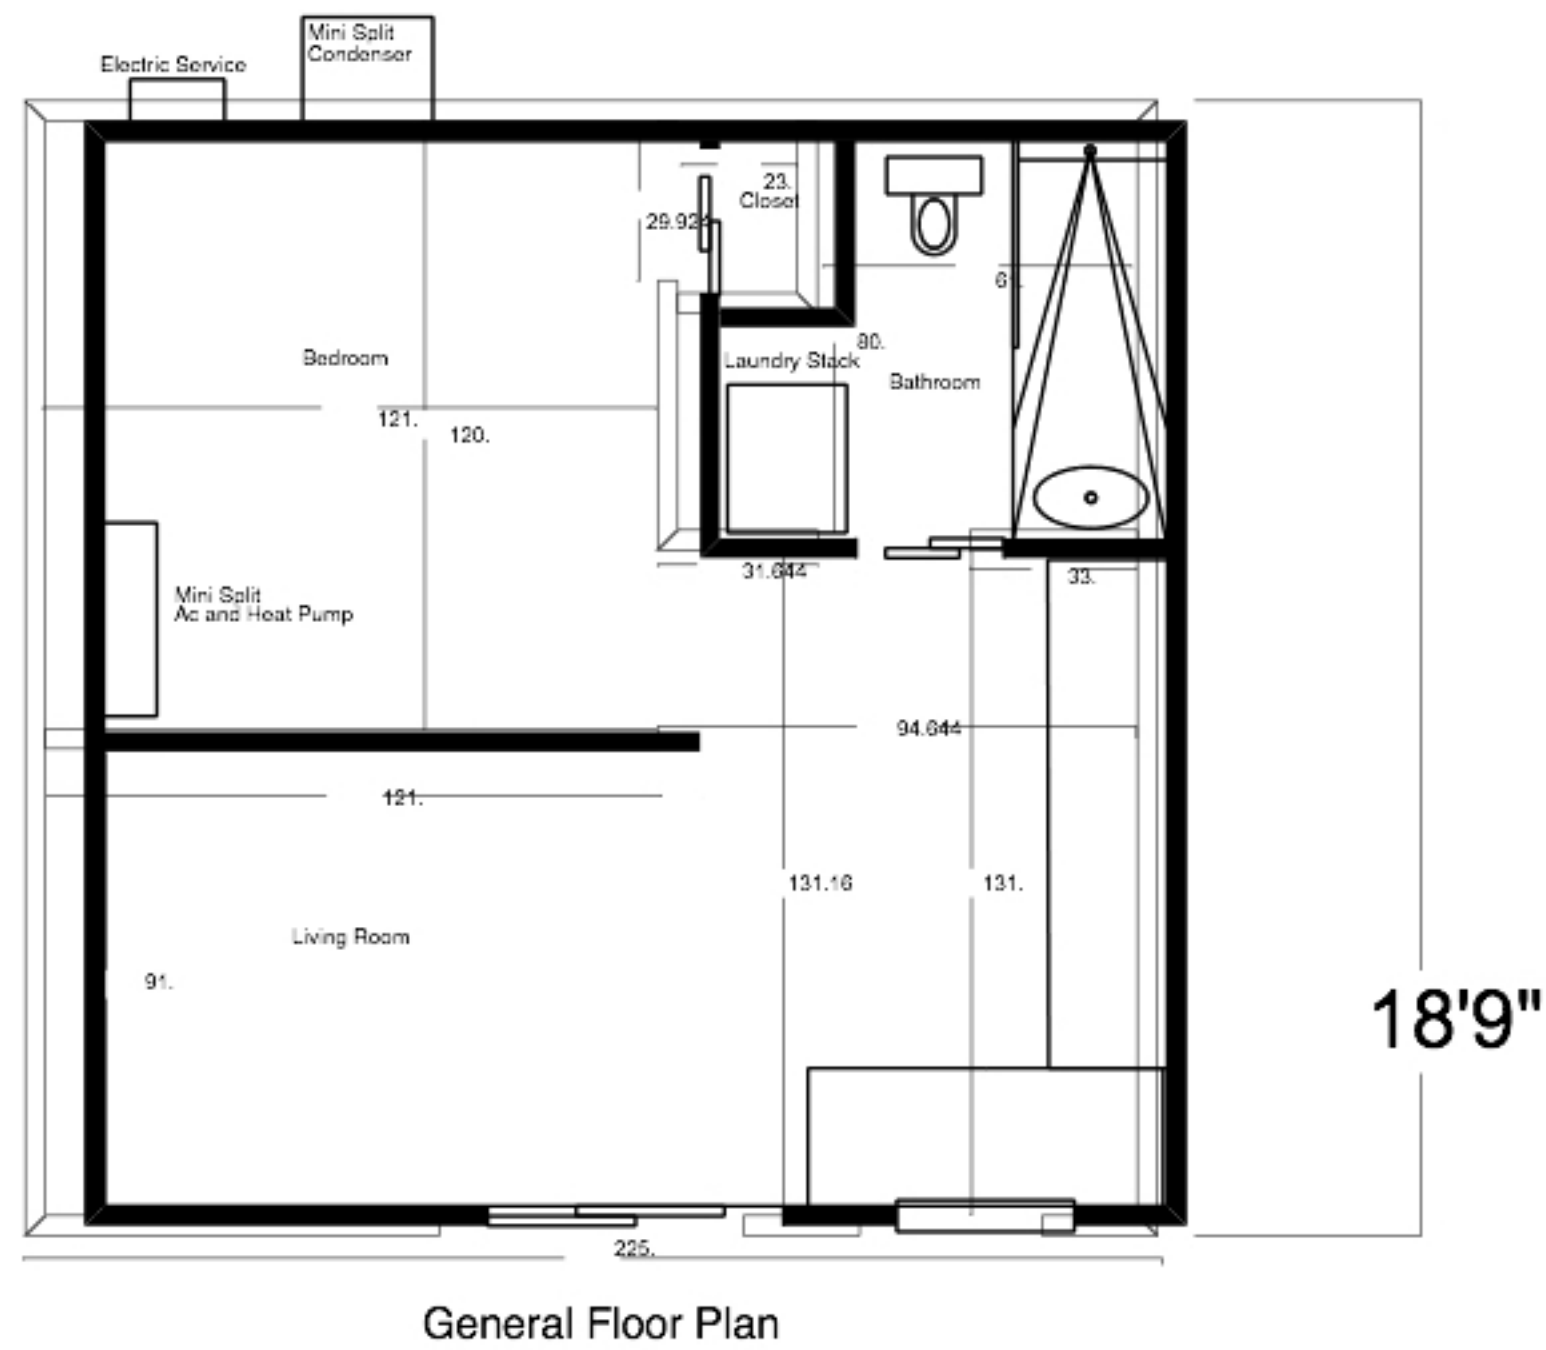 Mini Split
Condenser
Electric Service
23.
Closet
29.924
80.
Laundry Stack
Bedroom
Bathroom
121.
120.
31.644
33.
Mini Split
Ac and Heat Pump
94.644
121.
131.16
131.
Living Room
91.
18'9"
225.
General Floor Plan